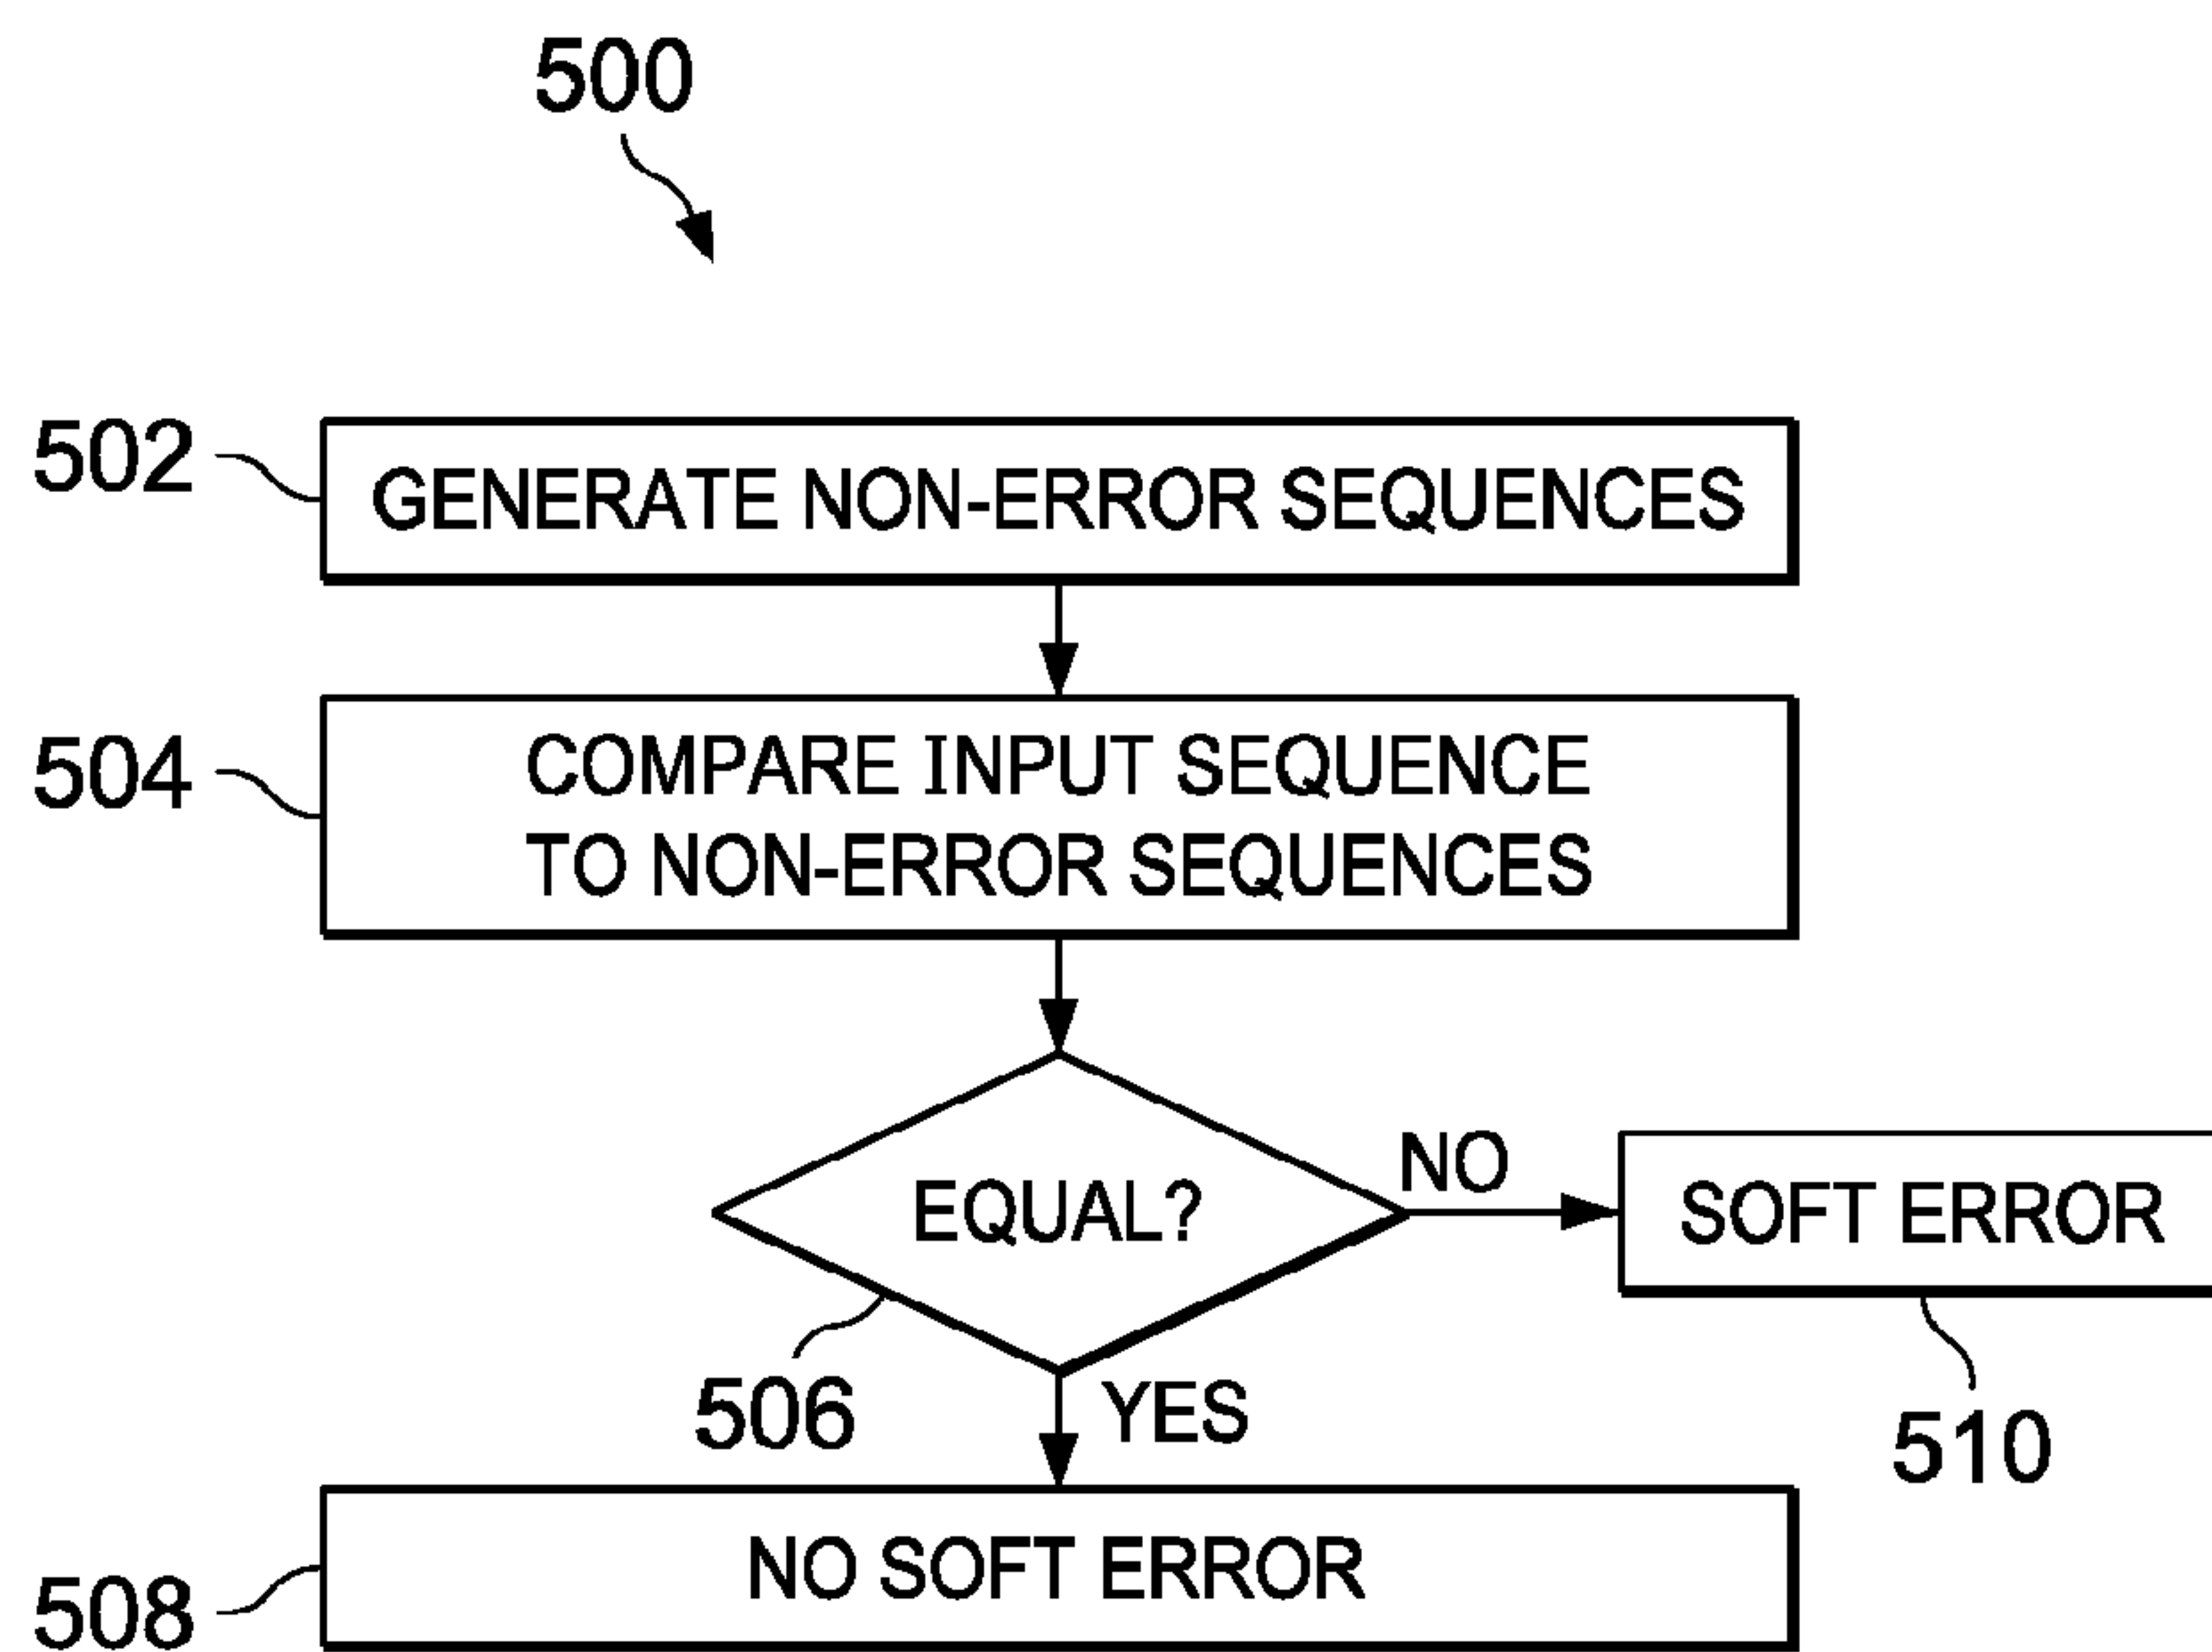 500
502
GENERATE NON-ERROR SEQUENCES
504
COMPARE INPUT SEQUENCE
TO NON-ERROR SEQUENCES
EQUAL?
NO
SOFT ERROR
506
YES
510
508
NO SOFT ERROR